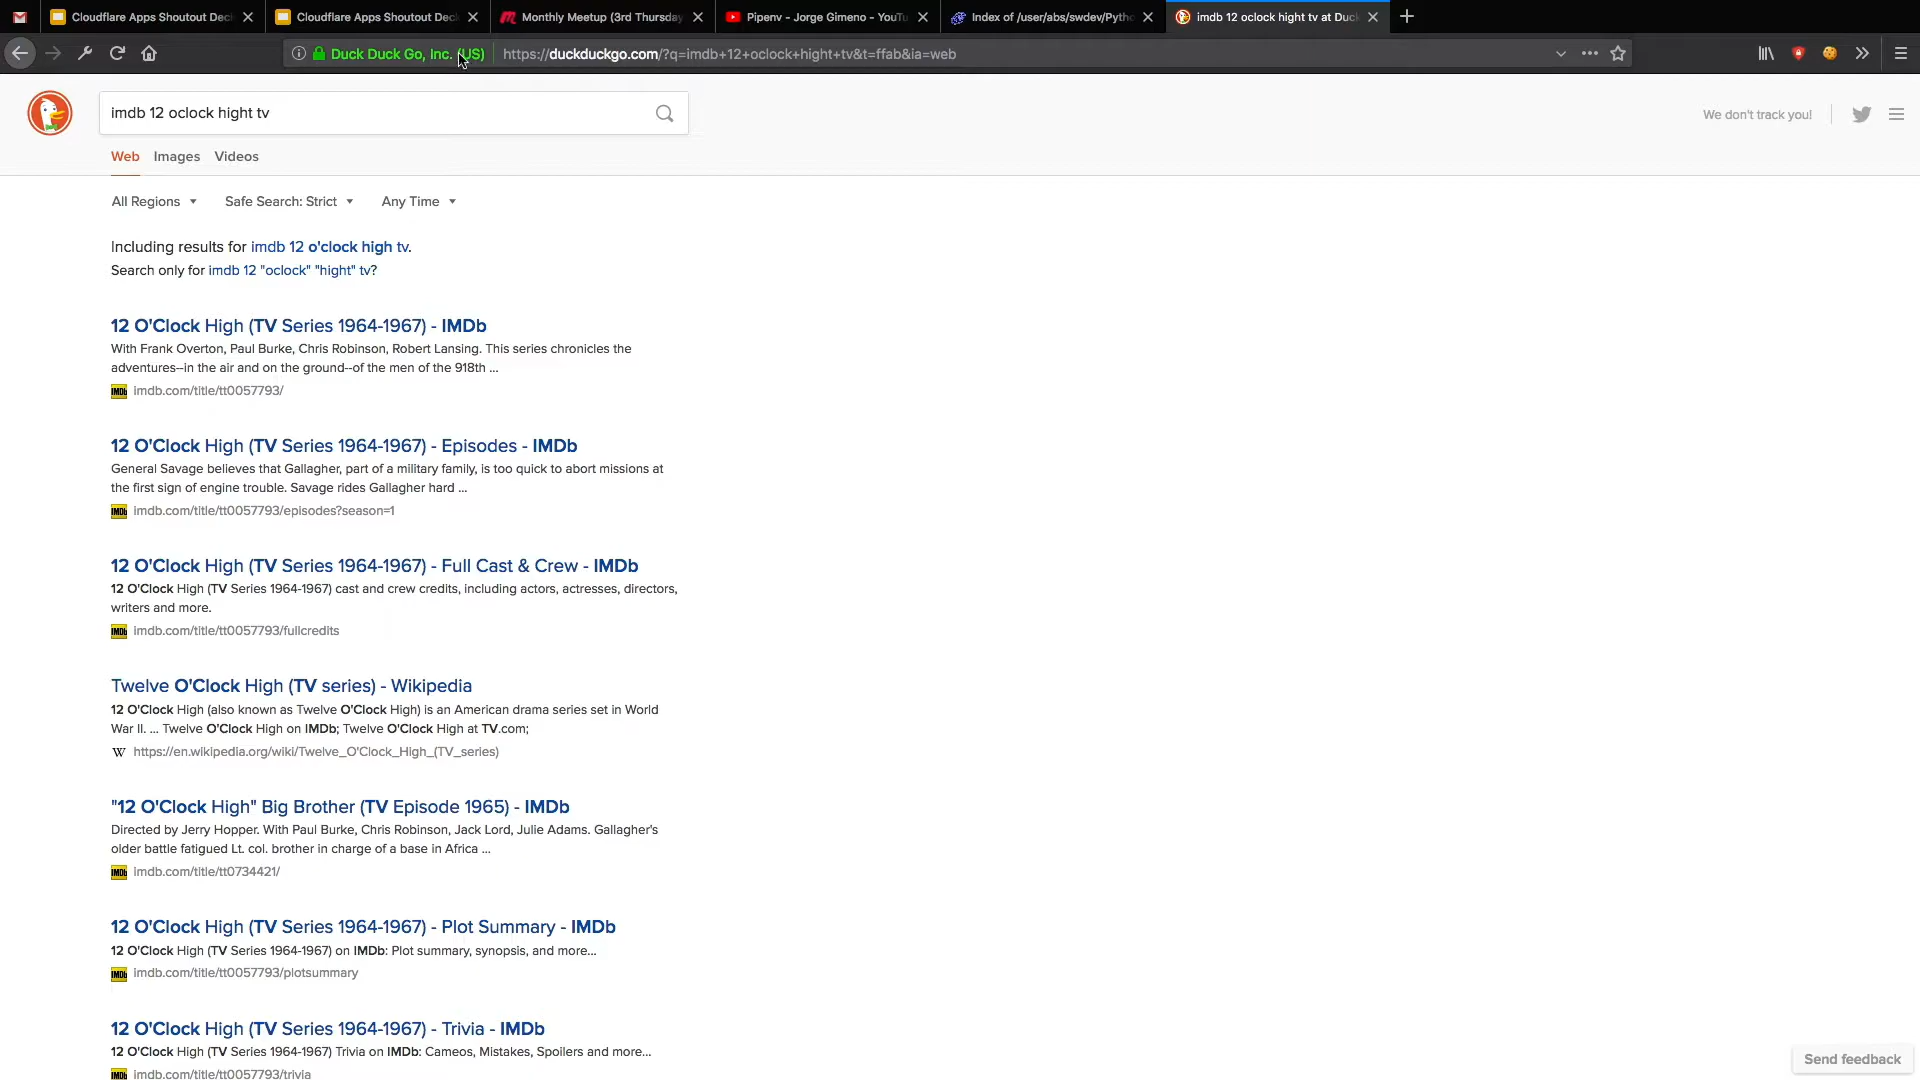 Cloudflare Apps Shoutout Deck
Cloudflare Apps Shoutout Deck
Monthly Meetup (3rd Thursday
Pipenv - Jorge Gimeno - YouTu
Index of /user/abs/swdev/Pytho
imdb 12 oclock hight tv at Duck
Duck Duck Go, Inc. (US)
https://duckduckgo.com/?q=imdb+12+oclock+hight+tv&t=ffab&ia=web
imdb 12 oclock hight tv
We don't track you!
Web Images Videos
All Regions Safe Search: Strict Any Time
Including results for imdb 12 o'clock high tv.
Search only for imdb 12 "oclock" "hight" tv?
12 O'Clock High (TV Series 1964-1967) - IMDb
With Frank Overton, Paul Burke, Chris Robinson, Robert Lansing. This series chronicles the
adventures--in the air and on the ground--of the men of the 918th ...
IMDb imdb.com/title/tt0057793/
12 O'Clock High (TV Series 1964-1967) - Episodes - IMDb
General Savage believes that Gallagher, part of a military family, is too quick to abort missions at
the first sign of engine trouble. Savage rides Gallagher hard ...
IMDb imdb.com/title/tt0057793/episodes?season=1
12 O'Clock High (TV Series 1964-1967) - Full Cast & Crew - IMDb
12 O'Clock High (TV Series 1964-1967) cast and crew credits, including actors, actresses, directors,
writers and more.
IMDb imdb.com/title/tt0057793/fullcredits
Twelve O'Clock High (TV series) - Wikipedia
12 O'Clock High (also known as Twelve O'Clock High) is an American drama series set in World
War II. ... Twelve O'Clock High on IMDb; Twelve O'Clock High at TV.com;
W https://en.wikipedia.org/wiki/Twelve_O'Clock_High_(TV_series)
"12 O'Clock High" Big Brother (TV Episode 1965) - IMDb
Directed by Jerry Hopper. With Paul Burke, Chris Robinson, Jack Lord, Julie Adams. Gallagher's
older battle fatigued Lt. col. brother in charge of a base in Africa ...
IMDb imdb.com/title/tt0734421/
12 O'Clock High (TV Series 1964-1967) - Plot Summary - IMDb
12 O'Clock High (TV Series 1964-1967) on IMDb: Plot summary, synopsis, and more...
IMDb imdb.com/title/tt0057793/plotsummary
12 O'Clock High (TV Series 1964-1967) - Trivia - IMDb
12 O'Clock High (TV Series 1964-1967) Trivia on IMDb: Cameos, Mistakes, Spoilers and more...
IMDb imdb.com/title/tt0057793/trivia
Send feedback